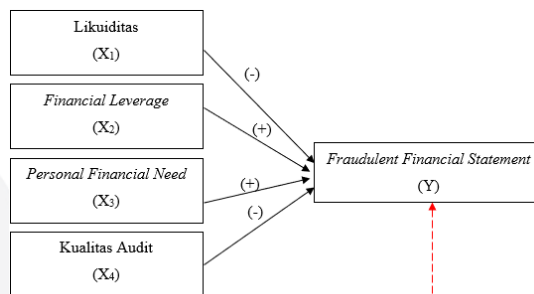 Likuiditas
(X₁)
(-)
Financial Leverage
(X₂)
(+)
Fraudulent Financial Statement
(Y)
Personal Financial Need
(X₃)
(+)
(-)
Kualitas Audit
(X₄)